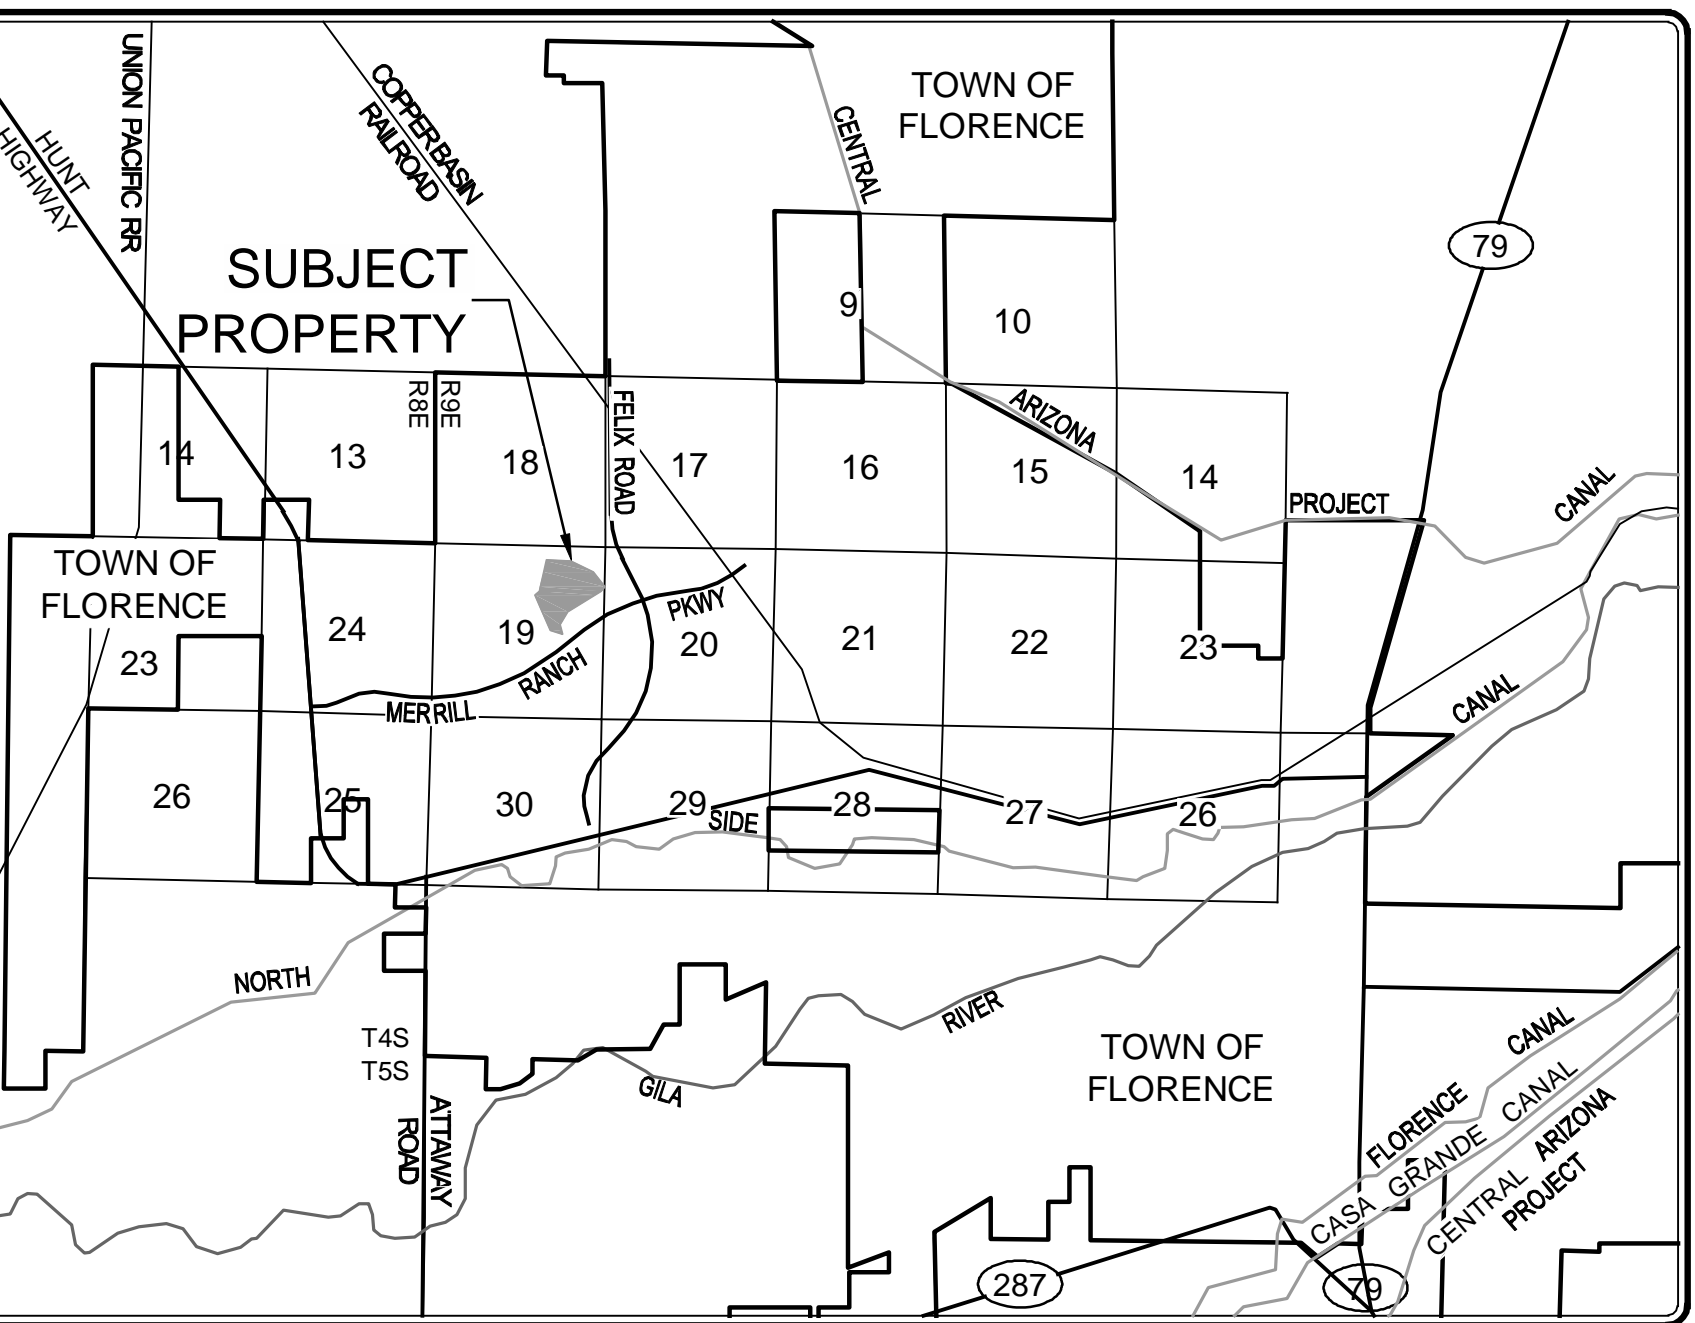 UNION PACIFIC RR
HUNT
HIGHWAY
COPPER BASIN
RAILROAD
CENTRAL
TOWN OF
FLORENCE
79
SUBJECT
PROPERTY
9
10
R8E
R9E
FELIX ROAD
ARIZONA
14
13
18
17
16
15
14
PROJECT
CANAL
TOWN OF
FLORENCE
24
19
PKWY
20
21
22
23
23
RANCH
MERRILL
CANAL
26
25
30
29
SIDE
28
27
26
NORTH
RIVER
T4S
T5S
GILA
ATTAWAY
ROAD
TOWN OF
FLORENCE
CANAL
FLORENCE
CASA GRANDE CANAL
CENTRAL ARIZONA
PROJECT
287
79